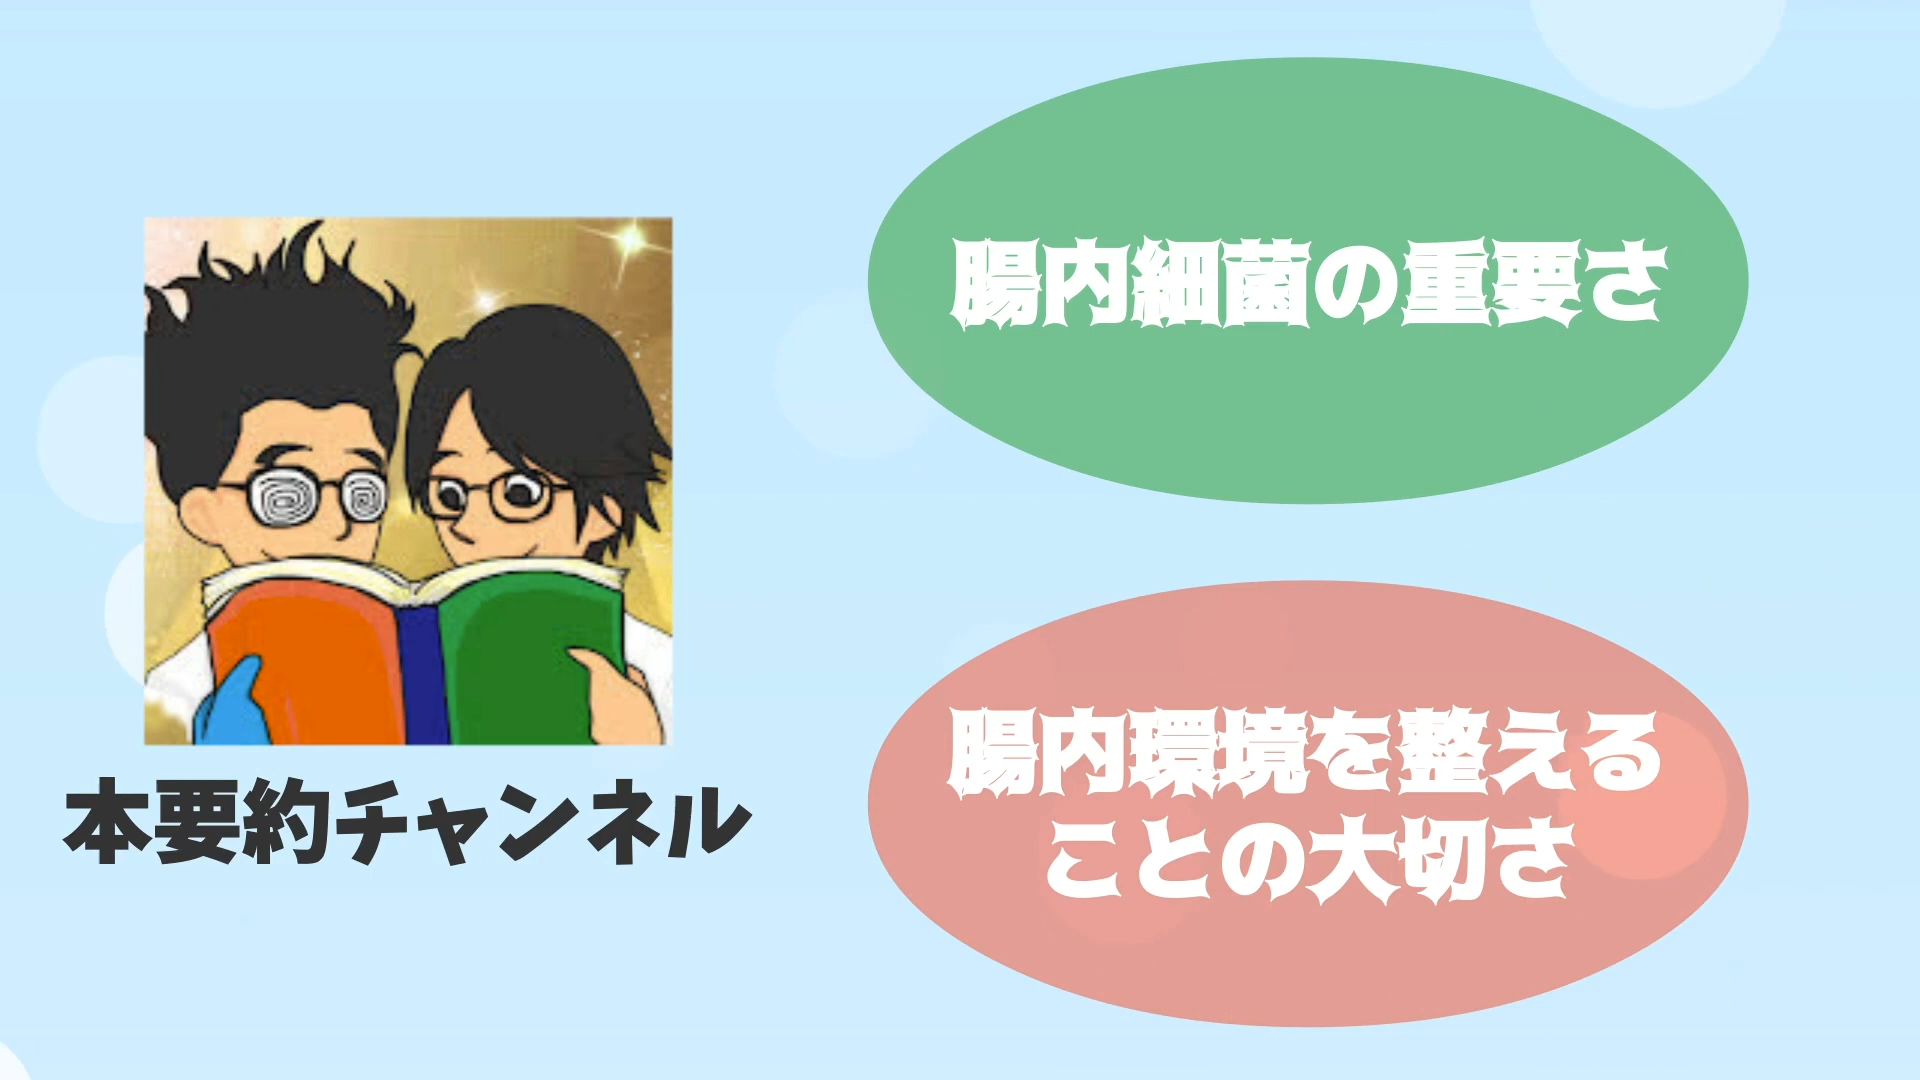 腸内細菌の重要さ
本要約チャンネル
腸内環境を整える
ことの大切さ